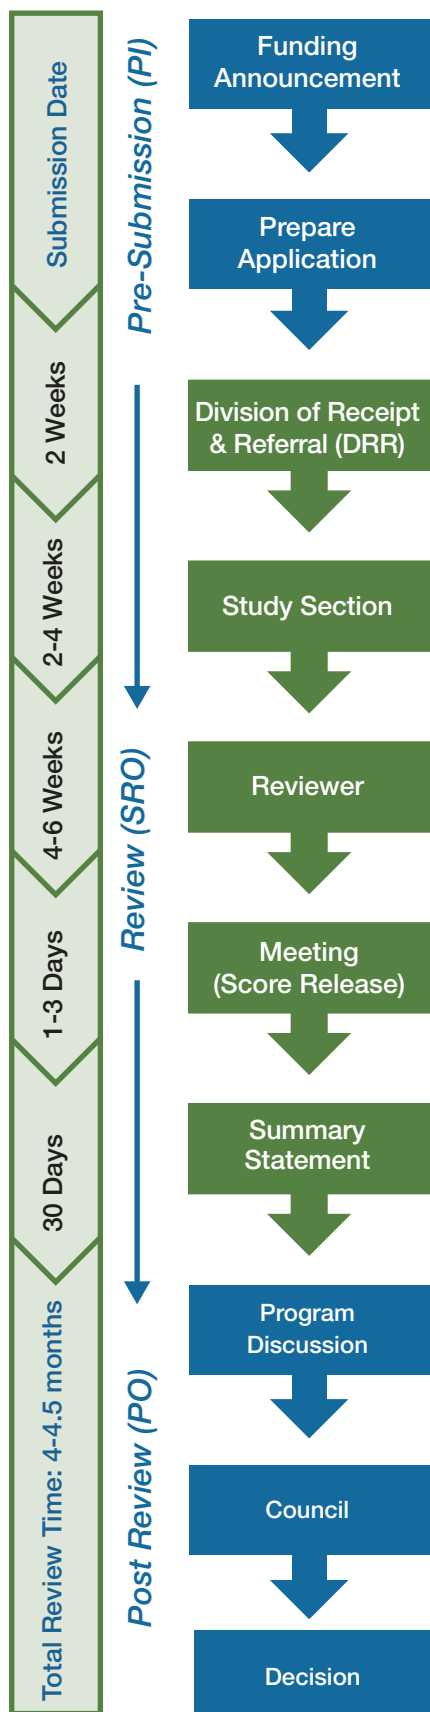 Submission Date
2 Weeks
2-4 Weeks
4-6 Weeks
1-3 Days
30 Days
Total Review Time: 4-4.5 months
Pre-Submission (PI)
Review (SRO)
Post Review (PO)
Funding
Announcement
Prepare
Application
Division of Receipt
& Referral (DRR)
Study Section
Reviewer
Meeting
(Score Release)
Summary
Statement
Program
Discussion
Council
Decision